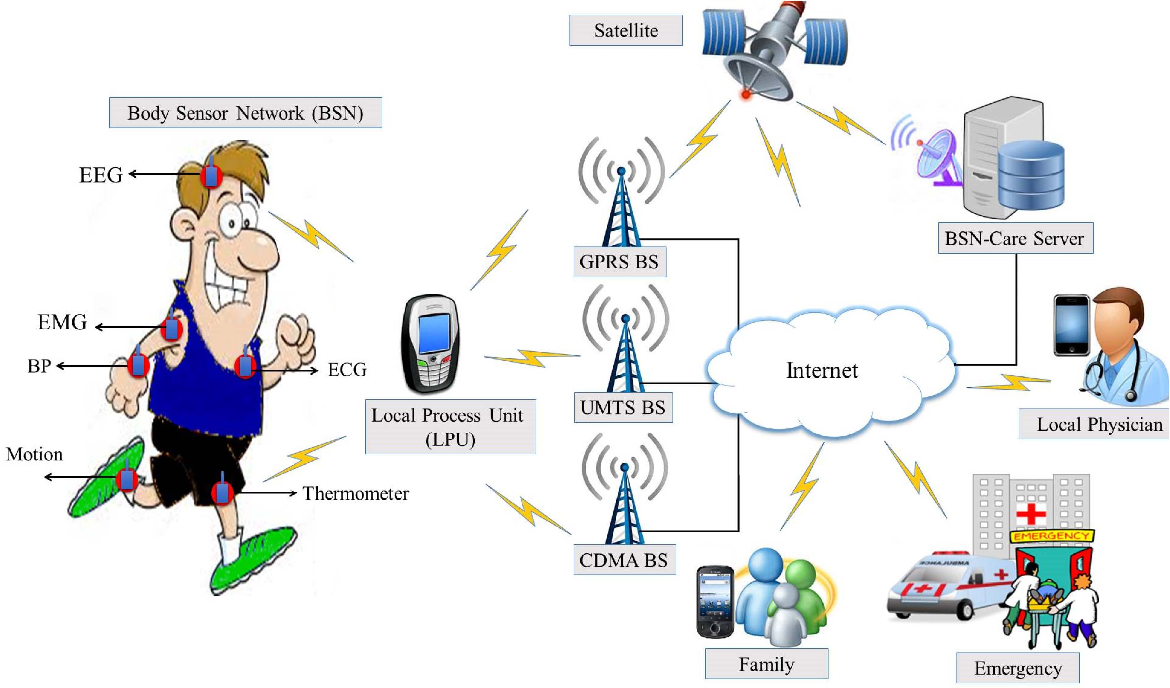 Satellite
Body Sensor Network (BSN)
EEG
BSN-Care Server
GPRS BS
EMG
BP
ECG
Internet
Local Process Unit
(LPU)
UMTS BS
Local Physician
Motion
Thermometer
CDMA BS
EMERGENCY
AMBULANCE
Family
Emergency